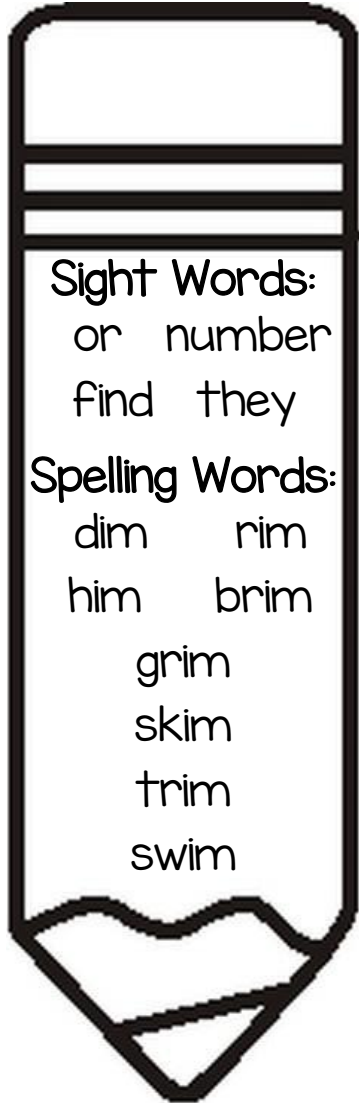 Sight Words:
or number
find they
Spelling Words:
dim rim
him brim
grim
skim
trim
swim